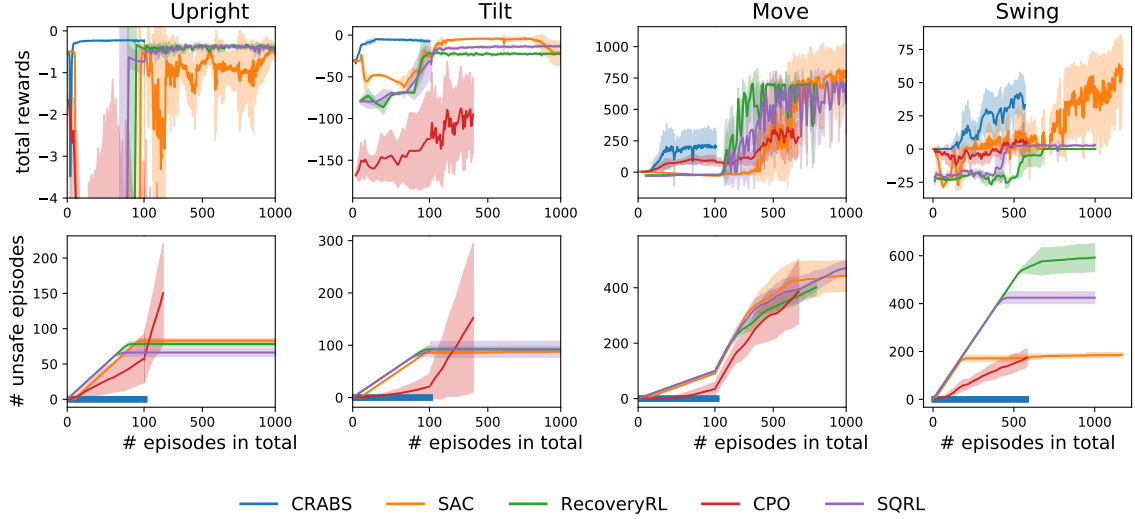 Upright Tilt Move Swing
total rewards
0
−1
−2
−3
−4
0 100 500 1000
0
−50
−100
−150
0 100 500 1000
1000
750
500
250
0
0 100 500 1000
75
50
25
0
−25
0 500 1000
# unsafe episodes
200
150
100
50
0
0 100 500 1000
# episodes in total
300
200
100
0
0 100 500 1000
# episodes in total
400
200
0
0 100 500 1000
# episodes in total
600
400
200
0
0 500 1000
# episodes in total
CRABS SAC RecoveryRL CPO SQRL